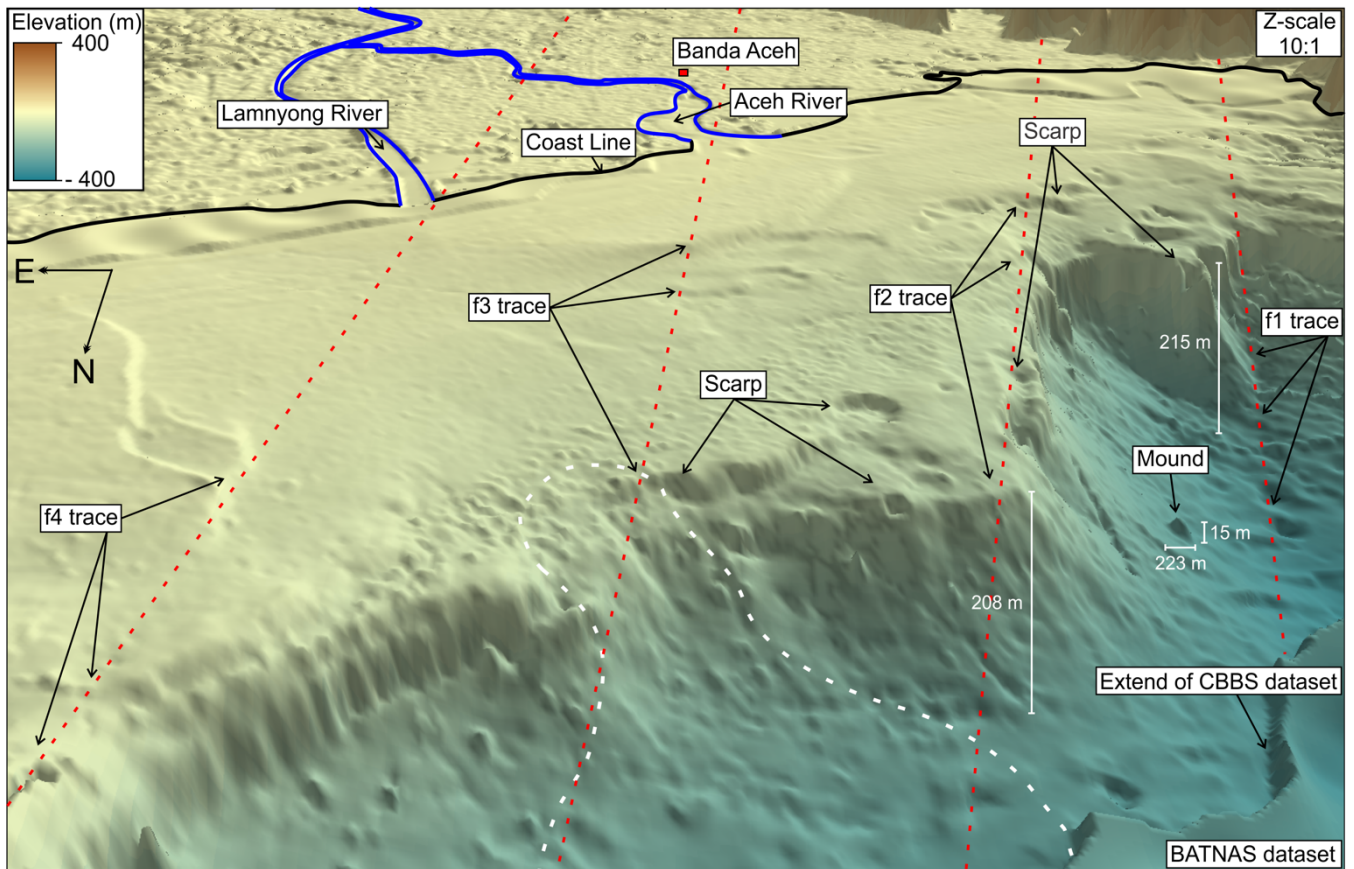 Elevation (m)
400
- 400
Z-scale
10:1
Banda Aceh
Lamnyong River
Aceh River
Coast Line
Scarp
E
N
f3 trace
f2 trace
f1 trace
215 m
Scarp
Mound
15 m
223 m
f4 trace
208 m
Extend of CBBS dataset
BATNAS dataset